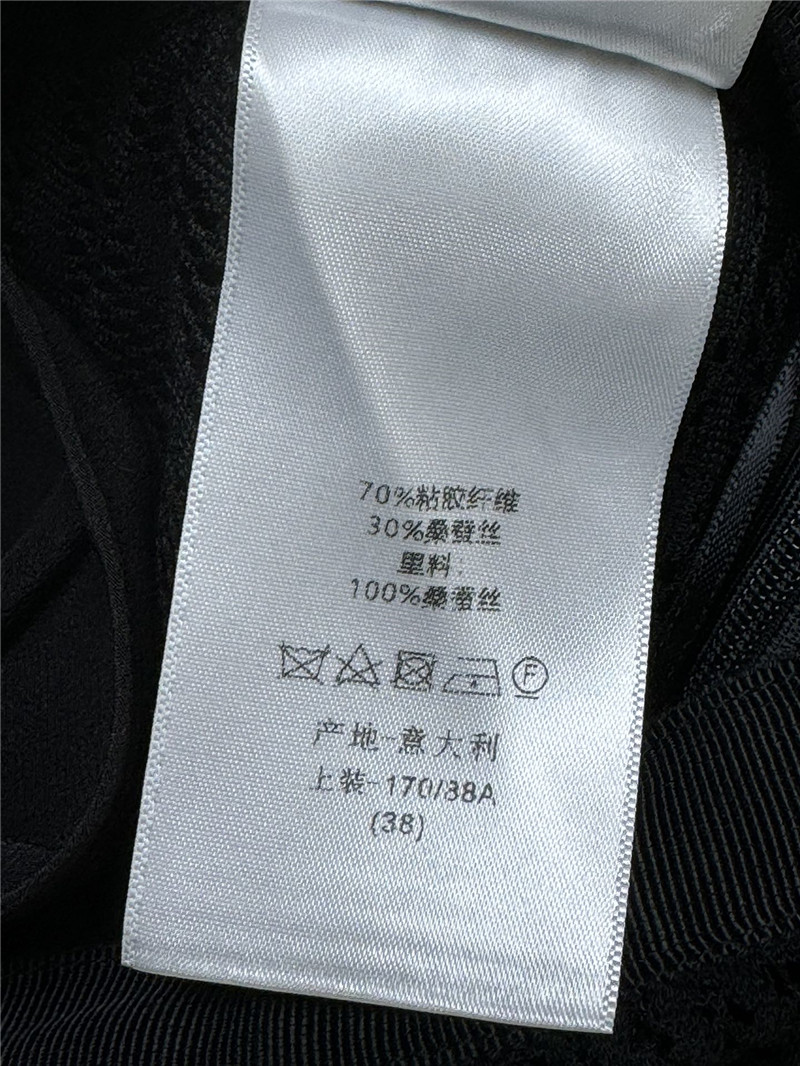 70%粘胶纤维
30%桑蚕丝
里料:
100%桑蚕丝
F
产地-意大利
上装-170/88A
(38)